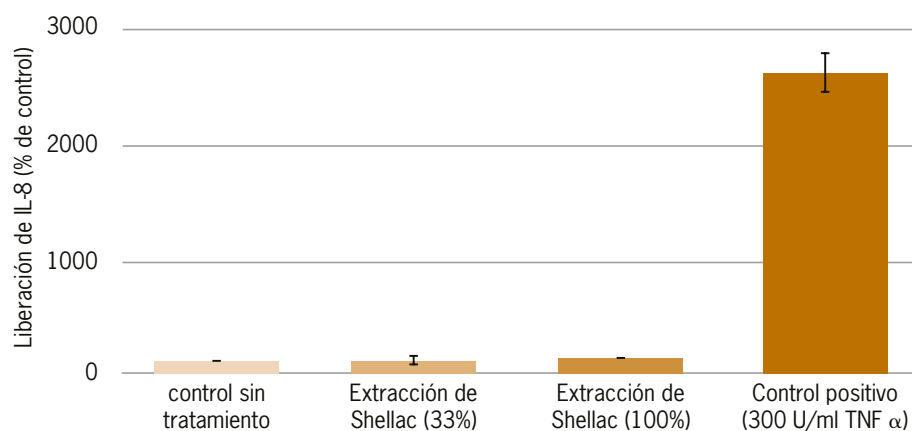 Liberación de IL-8 (% de control)
3000
2000
1000
0
control sin
tratamiento
Extracción de
Shellac (33%)
Extracción de
Shellac (100%)
Control positivo
(300 U/ml TNF α)